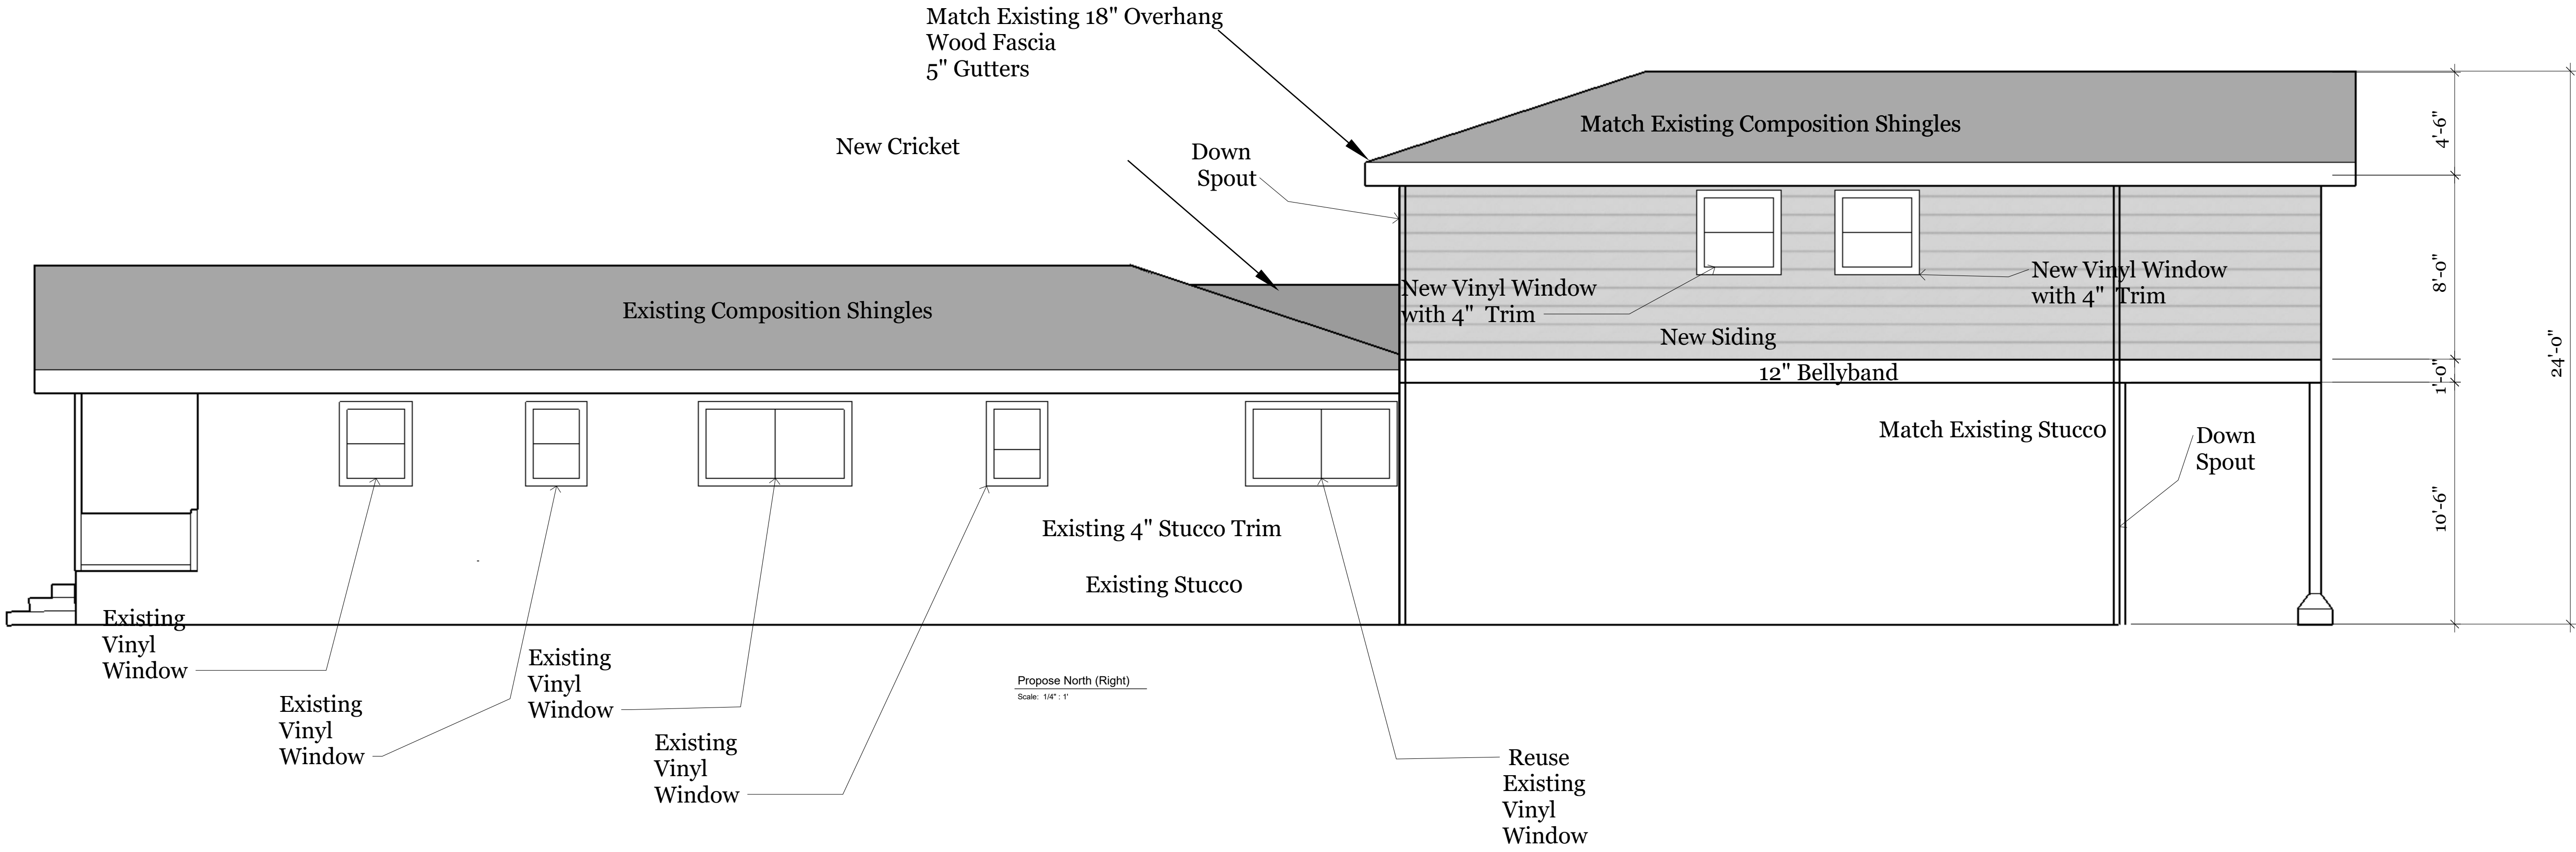 Match Existing 18" Overhang
Wood Fascia
5" Gutters
New Cricket
Down
Spout
Match Existing Composition Shingles
4'-6"
8'-0"
1'-0"
10'-6"
24'-0"
Existing Composition Shingles
New Vinyl Window
with 4" Trim
New Vinyl Window
with 4" Trim
New Siding
12" Bellyband
Match Existing Stucco
Down
Spout
Existing 4" Stucco Trim
Existing Stucco
Existing
Vinyl
Window
Existing
Vinyl
Window
Existing
Vinyl
Window
Existing
Vinyl
Window
Propose North (Right)
Scale: 1/4" : 1'
Reuse
Existing
Vinyl
Window